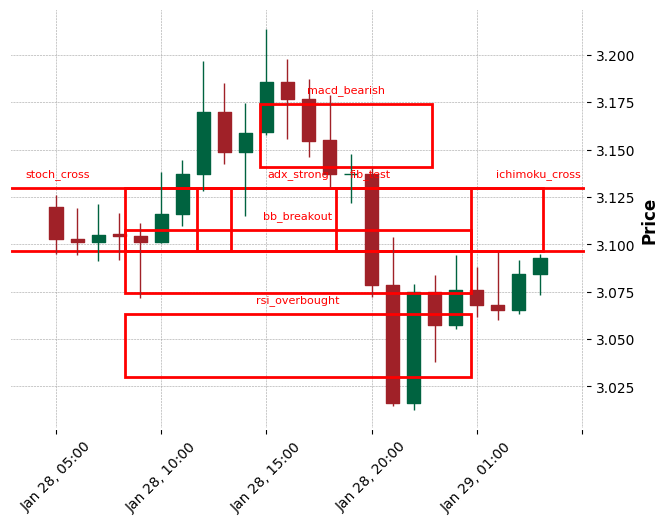 3.200
macd_bearish
3.175
3.150
stoch_cross
adx_strong
fib_test
ichimoku_cross
3.125
bb_breakout
3.100
Price
3.075
rsi_overbought
3.050
3.025
Jan 28, 05:00
Jan 28, 10:00
Jan 28, 15:00
Jan 28, 20:00
Jan 29, 01:00